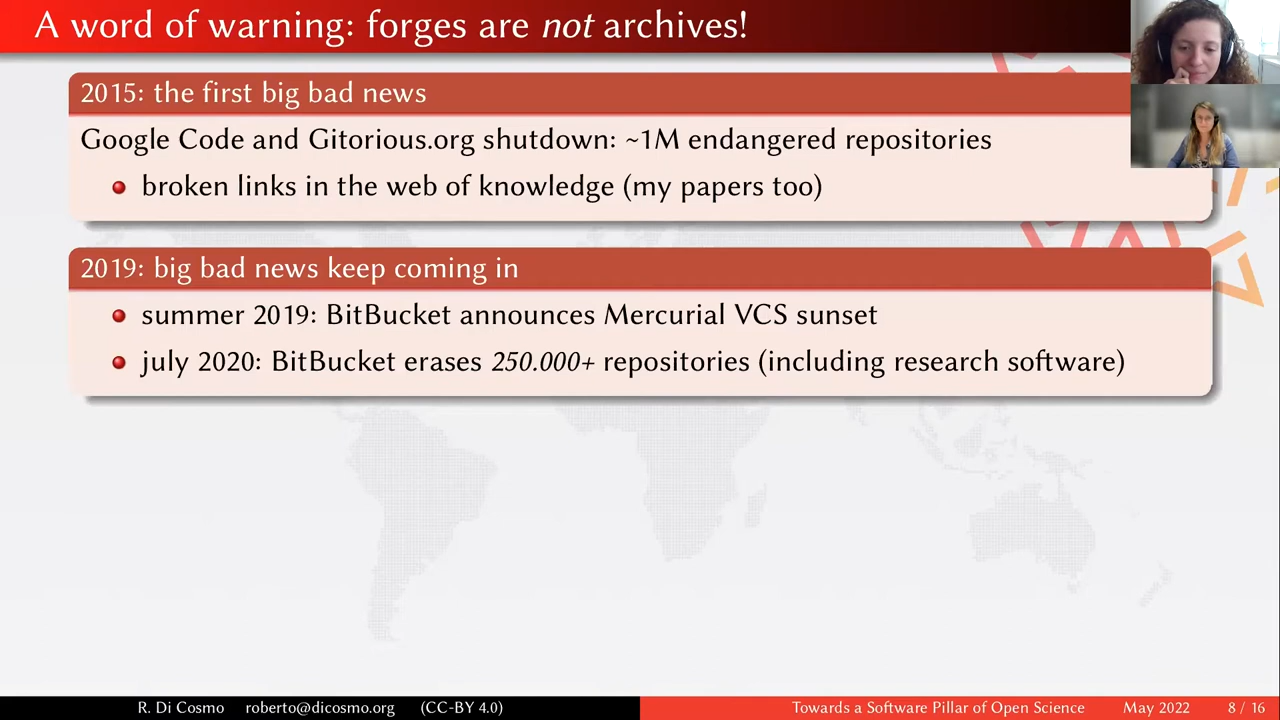 A word of warning: forges are not archives!
2015: the first big bad news
Google Code and Gitorious.org shutdown: ~1M endangered repositories
broken links in the web of knowledge (my papers too)
2019: big bad news keep coming in
summer 2019: BitBucket announces Mercurial VCS sunset
july 2020: BitBucket erases 250.000+ repositories (including research software)
R. Di Cosmo roberto@dicosmo.org (CC-BY 4.0) Towards a Software Pillar of Open Science May 2022 8 / 16